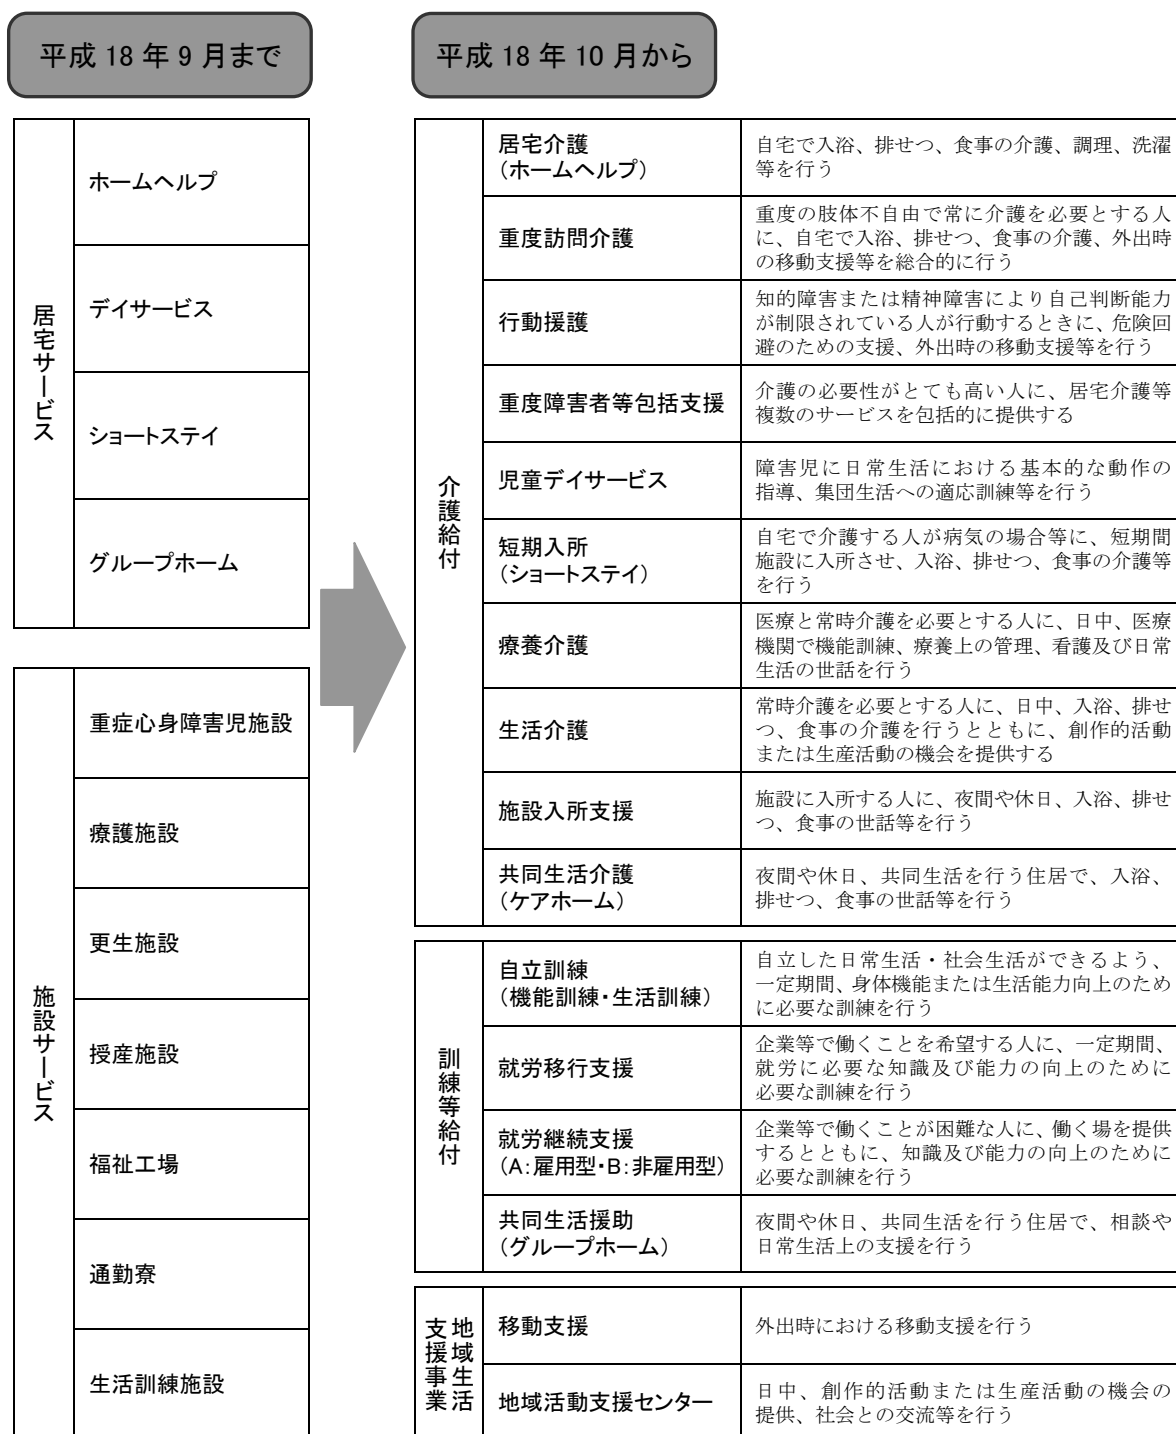 平成 18 年 9 月まで
平成 18 年 10 月から
居宅サービス
ホームヘルプ
デイサービス
ショートステイ
グループホーム
施設サービス
重症心身障害児施設
療護施設
更生施設
授産施設
福祉工場
通勤寮
生活訓練施設
介護給付
居宅介護
（ホームヘルプ）
自宅で入浴、排せつ、食事の介護、調理、洗濯
等を行う
重度訪問介護
重度の肢体不自由で常に介護を必要とする人
に、自宅で入浴、排せつ、食事の介護、外出時
の移動支援等を総合的に行う
行動援護
知的障害または精神障害により自己判断能力
が制限されている人が行動するときに、危険回
避のための支援、外出時の移動支援等を行う
重度障害者等包括支援
介護の必要性がとても高い人に、居宅介護等
複数のサービスを包括的に提供する
児童デイサービス
障害児に日常生活における基本的な動作の
指導、集団生活への適応訓練等を行う
短期入所
（ショートステイ）
自宅で介護する人が病気の場合等に、短期間
施設に入所させ、入浴、排せつ、食事の介護等
を行う
療養介護
医療と常時介護を必要とする人に、日中、医療
機関で機能訓練、療養上の管理、看護及び日常
生活の世話を行う
生活介護
常時介護を必要とする人に、日中、入浴、排せ
つ、食事の介護を行うとともに、創作的活動
または生産活動の機会を提供する
施設入所支援
施設に入所する人に、夜間や休日、入浴、排せ
つ、食事の世話等を行う
共同生活介護
（ケアホーム）
夜間や休日、共同生活を行う住居で、入浴、
排せつ、食事の世話等を行う
訓練等給付
自立訓練
（機能訓練・生活訓練）
自立した日常生活・社会生活ができるよう、
一定期間、身体機能または生活能力向上のため
に必要な訓練を行う
就労移行支援
企業等で働くことを希望する人に、一定期間、
就労に必要な知識及び能力の向上のために
必要な訓練を行う
就労継続支援
（A：雇用型・B：非雇用型）
企業等で働くことが困難な人に、働く場を提供
するとともに、知識及び能力の向上のために
必要な訓練を行う
共同生活援助
（グループホーム）
夜間や休日、共同生活を行う住居で、相談や
日常生活上の支援を行う
地域生活
支援事業
移動支援
外出時における移動支援を行う
地域活動支援センター
日中、創作的活動または生産活動の機会の
提供、社会との交流等を行う